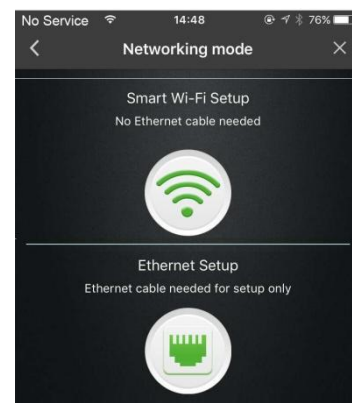 No Service 14:48 76%
Networking mode
Smart Wi-Fi Setup
No Ethernet cable needed
Ethernet Setup
Ethernet cable needed for setup only